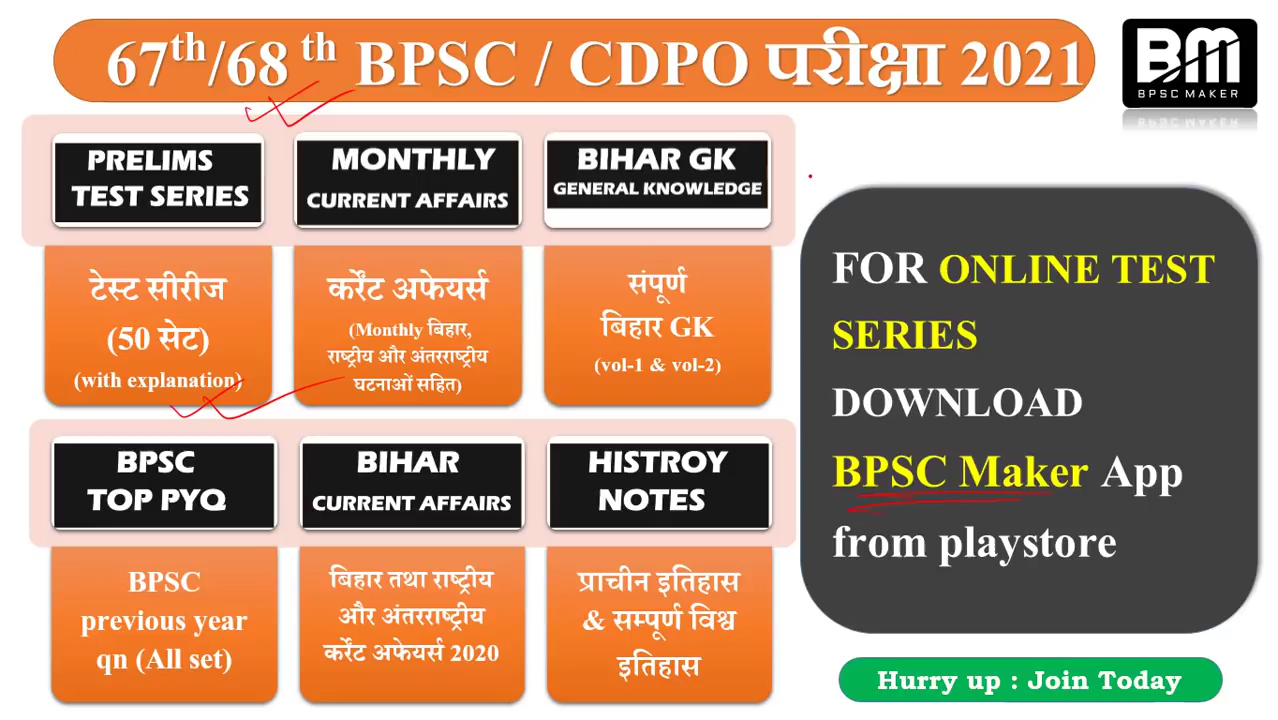 67th/68 th BPSC / CDPO परीक्षा 2021
BM
BPSC MAKER
PRELIMS
TEST SERIES
टेस्ट सीरीज
(50 सेट)
(with explanation)
MONTHLY
CURRENT AFFAIRS
करेंट अफेयर्स
(Monthly बिहार,
राष्ट्रीय और अंतरराष्ट्रीय
घटनाओं सहित)
BIHAR GK
GENERAL KNOWLEDGE
संपूर्ण
बिहार GK
(vol-1 & vol-2)
BPSC
TOP PYQ
BPSC
previous year
qn (All set)
BIHAR
CURRENT AFFAIRS
बिहार तथा राष्ट्रीय
और अंतरराष्ट्रीय
करेंट अफेयर्स 2020
HISTROY
NOTES
प्राचीन इतिहास
& सम्पूर्ण विश्व
इतिहास
FOR ONLINE TEST
SERIES
DOWNLOAD
BPSC Maker App
from playstore
Hurry up : Join Today